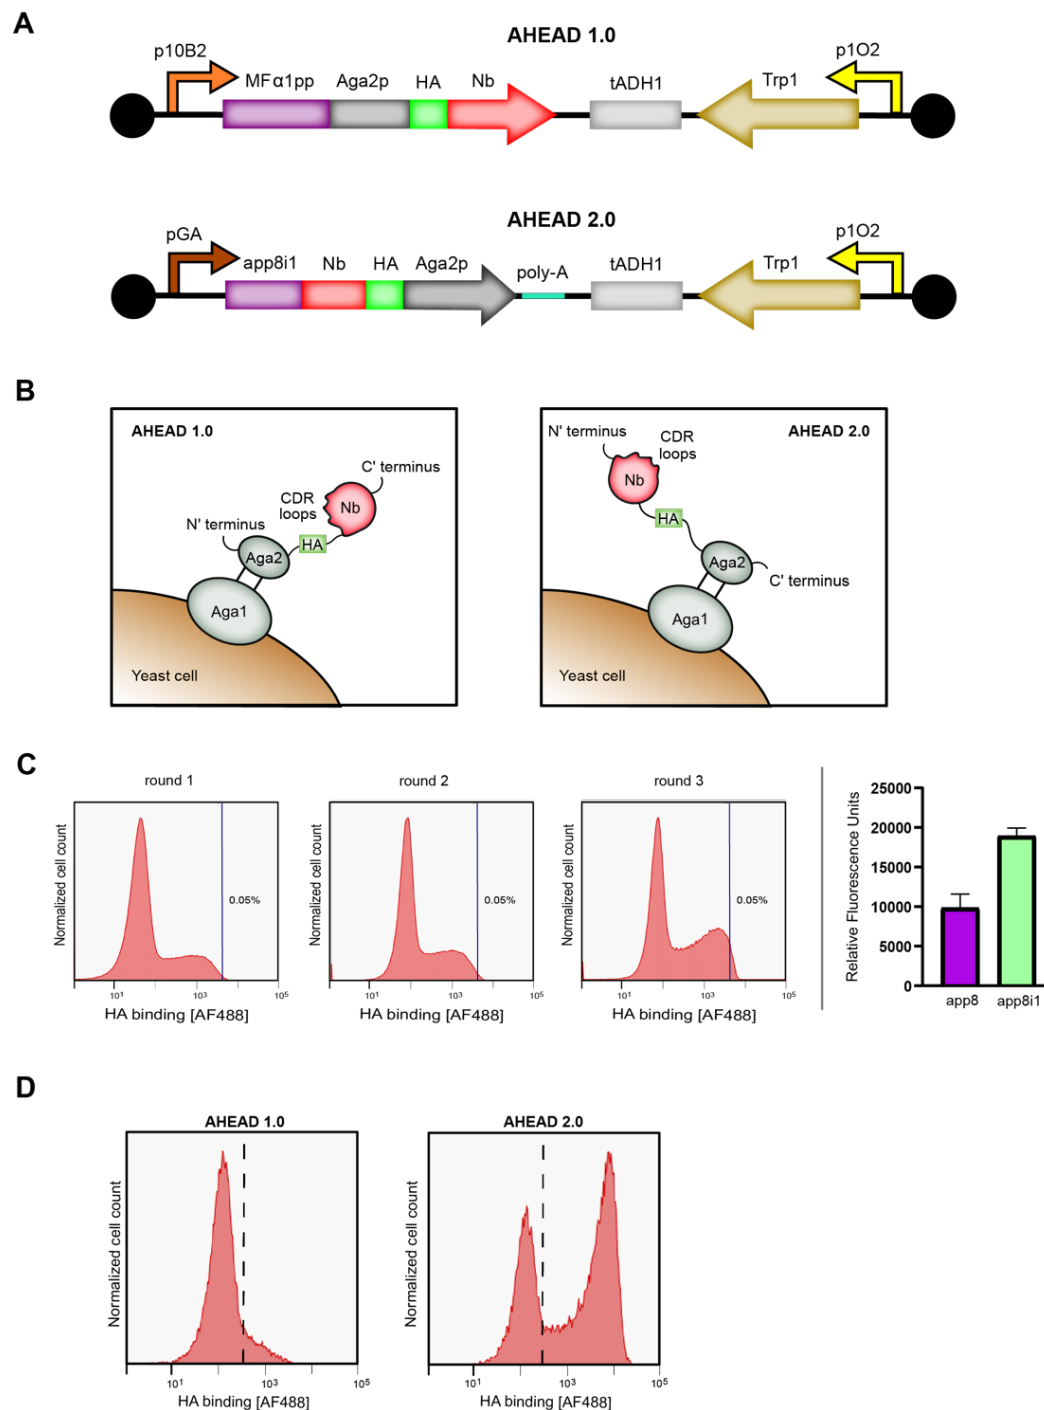 A
AHEAD 1.0
p10B2
p1O2
MFα1pp Aga2p HA Nb tADH1 Trp1
AHEAD 2.0
pGA
p1O2
app8i1 Nb HA Aga2p poly-A tADH1 Trp1
B
AHEAD 1.0
C' terminus
CDR
loops
Nb
N' terminus
HA
Aga2
Aga1
Yeast cell
AHEAD 2.0
N' terminus
CDR
loops
Nb
HA
Aga2
C' terminus
Aga1
Yeast cell
C
round 1
Normalized cell count
0.05%
10¹ 10³ 10⁵
HA binding [AF488]
round 2
Normalized cell count
0.05%
10¹ 10³ 10⁵
HA binding [AF488]
round 3
Normalized cell count
0.05%
10¹ 10³ 10⁵
HA binding [AF488]
Relative Fluorescence Units
25000
20000
15000
10000
5000
0
app8 app8i1
D
AHEAD 1.0
Normalized cell count
10¹ 10³ 10⁵
HA binding [AF488]
AHEAD 2.0
Normalized cell count
10¹ 10³ 10⁵
HA binding [AF488]